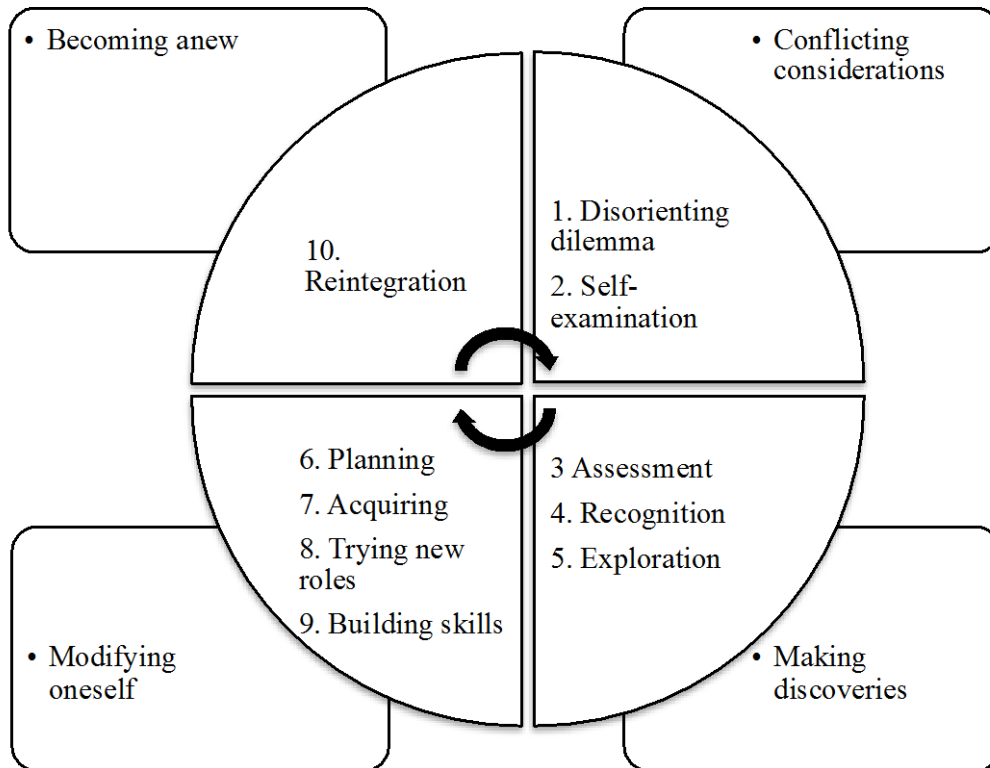 • Becoming anew
• Conflicting
considerations
10.
Reintegration
1. Disorienting
dilemma
2. Self-
examination
6. Planning
7. Acquiring
8. Trying new
roles
9. Building skills
3 Assessment
4. Recognition
5. Exploration
• Modifying
oneself
• Making
discoveries